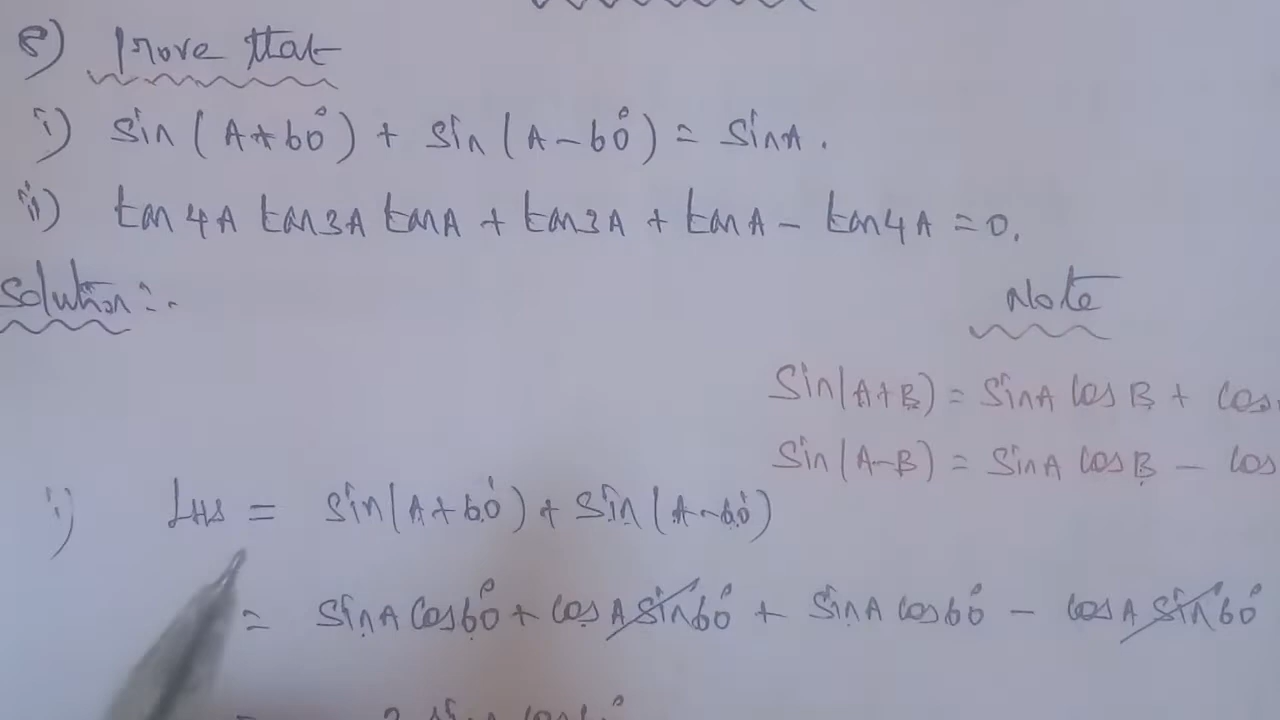 8) Prove that
i) sin(A+60°) + sin(A-60°) = sinA.
ii) tan4A tan3A tanA + tan3A + tanA - tan4A = 0.
Solution:-
Note
Sin(A+B) = SinA cosB + cos
Sin(A-B) = SinA cosB - cos
i) LHS = sin(A+60°) + sin(A-60°)
= sinA cos60° + cosA sin60° + sinA cos60° - cosA sin60°